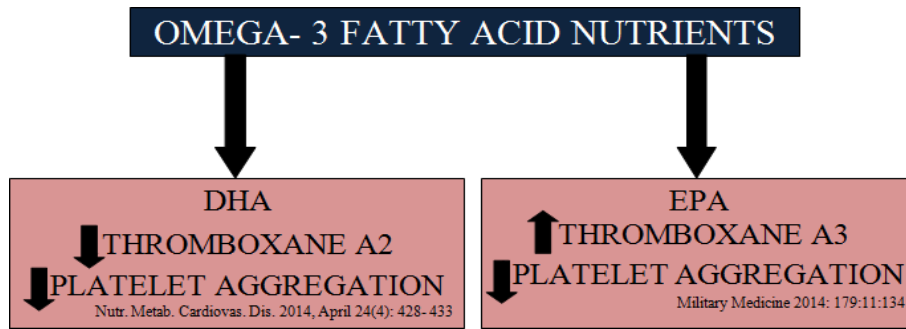 OMEGA- 3 FATTY ACID NUTRIENTS
DHA
THROMBOXANE A2
PLATELET AGGREGATION
Nutr. Metab. Cardiovas. Dis. 2014, April 24(4): 428- 433
EPA
THROMBOXANE A3
PLATELET AGGREGATION
Military Medicine 2014: 179:11:134